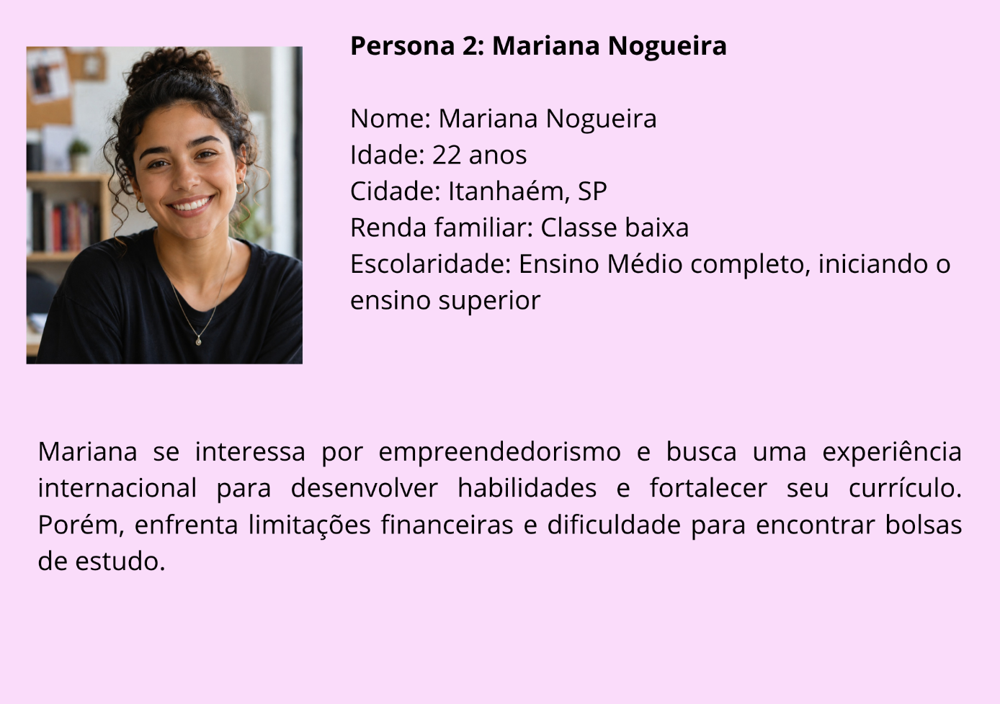 Persona 2: Mariana Nogueira
Nome: Mariana Nogueira
Idade: 22 anos
Cidade: Itanhaém, SP
Renda familiar: Classe baixa
Escolaridade: Ensino Médio completo, iniciando o
ensino superior
Mariana se interessa por empreendedorismo e busca uma experiência
internacional para desenvolver habilidades e fortalecer seu currículo.
Porém, enfrenta limitações financeiras e dificuldade para encontrar bolsas
de estudo.